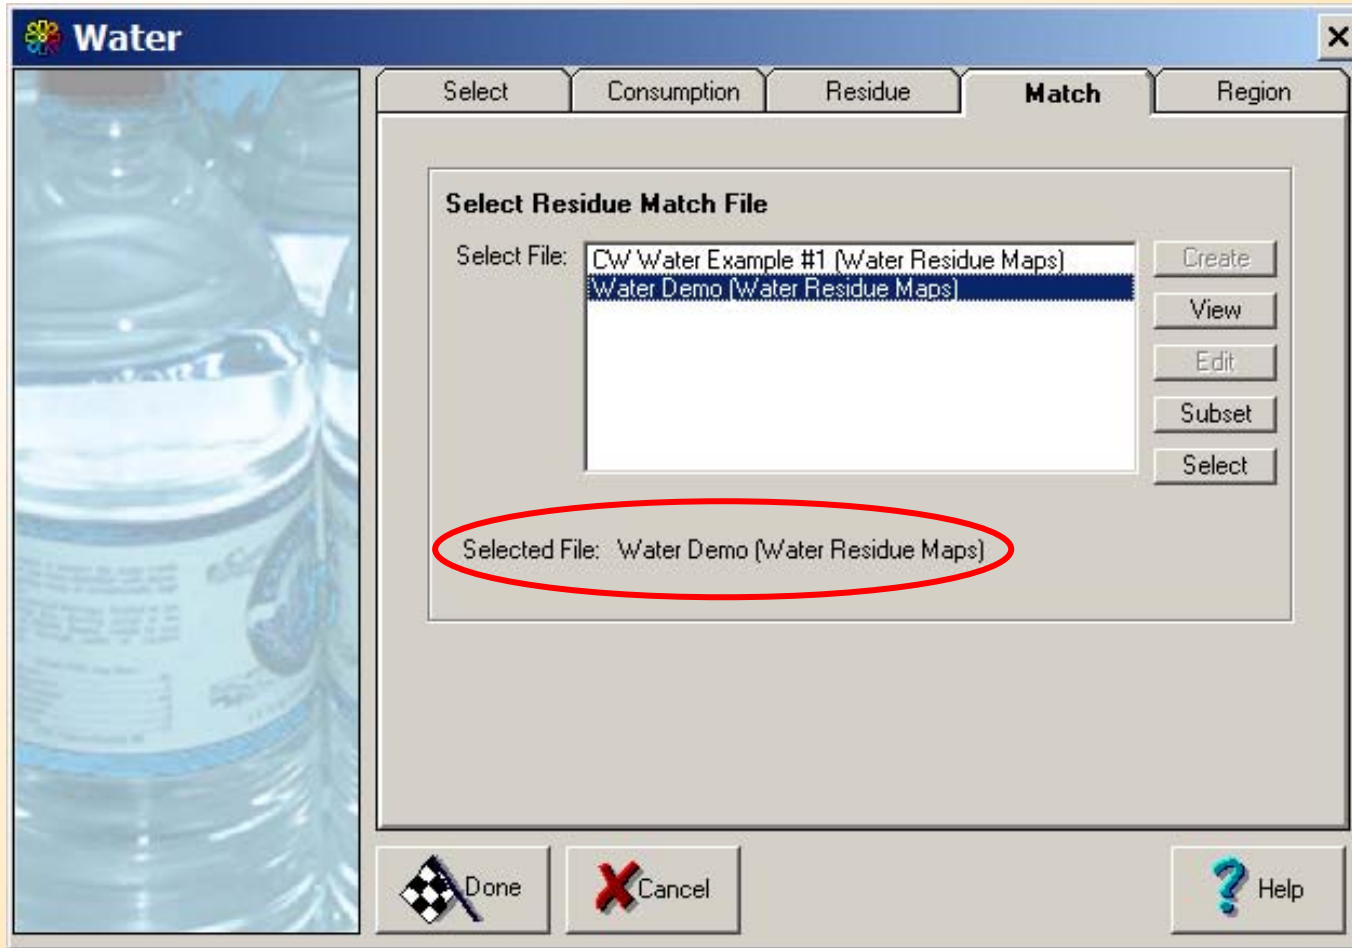 Water
Select Consumption Residue Match Region
Select Residue Match File
Select File:
CW Water Example #1 (Water Residue Maps)
Water Demo (Water Residue Maps)
Create
View
Edit
Subset
Select
Selected File: Water Demo (Water Residue Maps)
Done Cancel Help